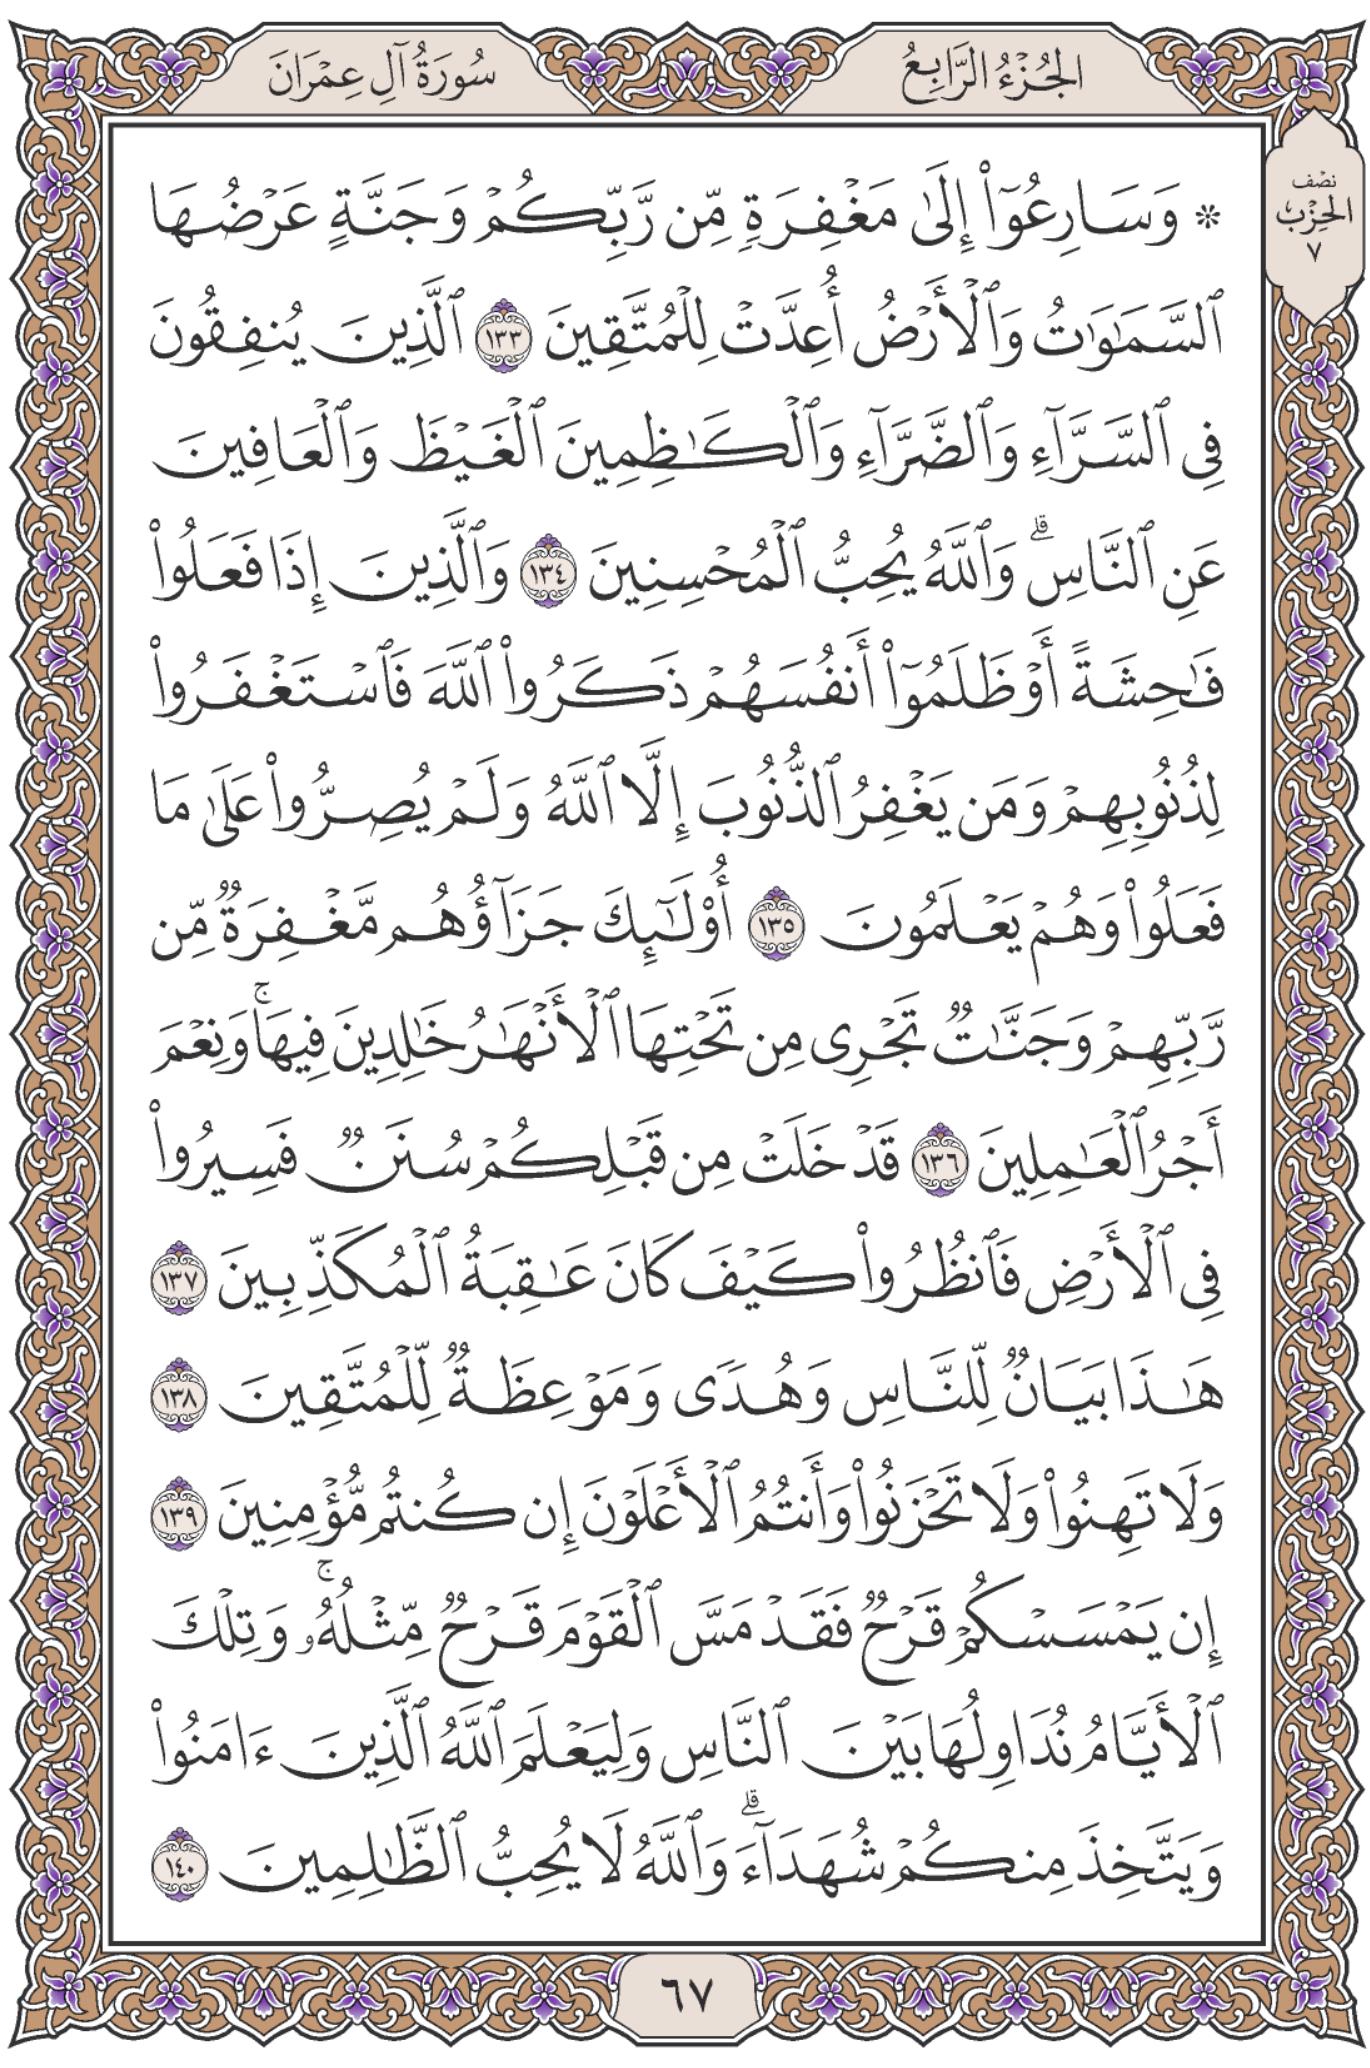 الجُزْءُ الرَّابِعُ
سُورَةُ آلِ عِمْرَانَ
نصف
الحِزْب
٧
۞ وَسَارِعُوٓا۟ إِلَىٰ مَغْفِرَةٍ مِّن رَّبِّكُمْ وَجَنَّةٍ عَرْضُهَا
ٱلسَّمَٰوَٰتُ وَٱلْأَرْضُ أُعِدَّتْ لِلْمُتَّقِينَ ١٣٣ ٱلَّذِينَ يُنفِقُونَ
فِى ٱلسَّرَّآءِ وَٱلضَّرَّآءِ وَٱلْكَٰظِمِينَ ٱلْغَيْظَ وَٱلْعَافِينَ
عَنِ ٱلنَّاسِ ۗ وَٱللَّهُ يُحِبُّ ٱلْمُحْسِنِينَ ١٣٤ وَٱلَّذِينَ إِذَا فَعَلُوا۟
فَٰحِشَةً أَوْ ظَلَمُوٓا۟ أَنفُسَهُمْ ذَكَرُوا۟ ٱللَّهَ فَٱسْتَغْفَرُوا۟
لِذُنُوبِهِمْ وَمَن يَغْفِرُ ٱلذُّنُوبَ إِلَّا ٱللَّهُ وَلَمْ يُصِرُّوا۟ عَلَىٰ مَا
فَعَلُوا۟ وَهُمْ يَعْلَمُونَ ١٣٥ أُو۟لَٰٓئِكَ جَزَآؤُهُم مَّغْفِرَةٌ مِّن
رَّبِّهِمْ وَجَنَّٰتٌ تَجْرِى مِن تَحْتِهَا ٱلْأَنْهَٰرُ خَٰلِدِينَ فِيهَا ۚ وَنِعْمَ
أَجْرُ ٱلْعَٰمِلِينَ ١٣٦ قَدْ خَلَتْ مِن قَبْلِكُمْ سُنَنٌ فَسِيرُوا۟
فِى ٱلْأَرْضِ فَٱنظُرُوا۟ كَيْفَ كَانَ عَٰقِبَةُ ٱلْمُكَذِّبِينَ ١٣٧
هَٰذَا بَيَانٌ لِّلنَّاسِ وَهُدًى وَمَوْعِظَةٌ لِّلْمُتَّقِينَ ١٣٨
وَلَا تَهِنُوا۟ وَلَا تَحْزَنُوا۟ وَأَنتُمُ ٱلْأَعْلَوْنَ إِن كُنتُم مُّؤْمِنِينَ ١٣٩
إِن يَمْسَسْكُمْ قَرْحٌ فَقَدْ مَسَّ ٱلْقَوْمَ قَرْحٌ مِّثْلُهُۥ ۚ وَتِلْكَ
ٱلْأَيَّامُ نُدَاوِلُهَا بَيْنَ ٱلنَّاسِ وَلِيَعْلَمَ ٱللَّهُ ٱلَّذِينَ ءَامَنُوا۟
وَيَتَّخِذَ مِنكُمْ شُهَدَآءَ ۗ وَٱللَّهُ لَا يُحِبُّ ٱلظَّٰلِمِينَ ١٤٠
٦٧